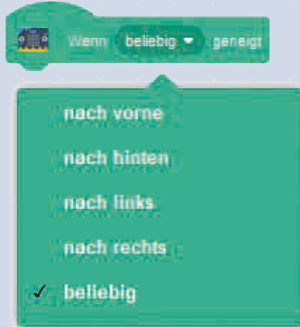 Wenn beliebig geneigt
nach vorne
nach hinten
nach links
nach rechts
beliebig